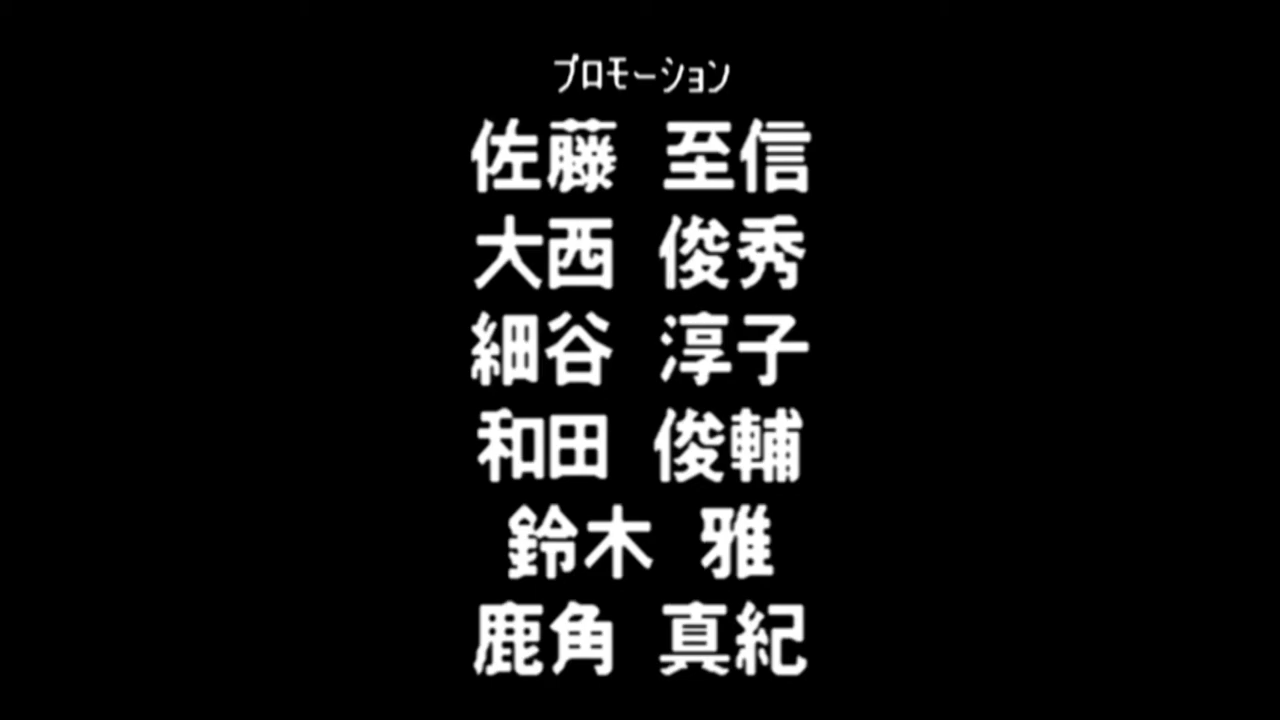 プロモーション
佐藤 至信
大西 俊秀
細谷 淳子
和田 俊輔
鈴木 雅
鹿角 真紀